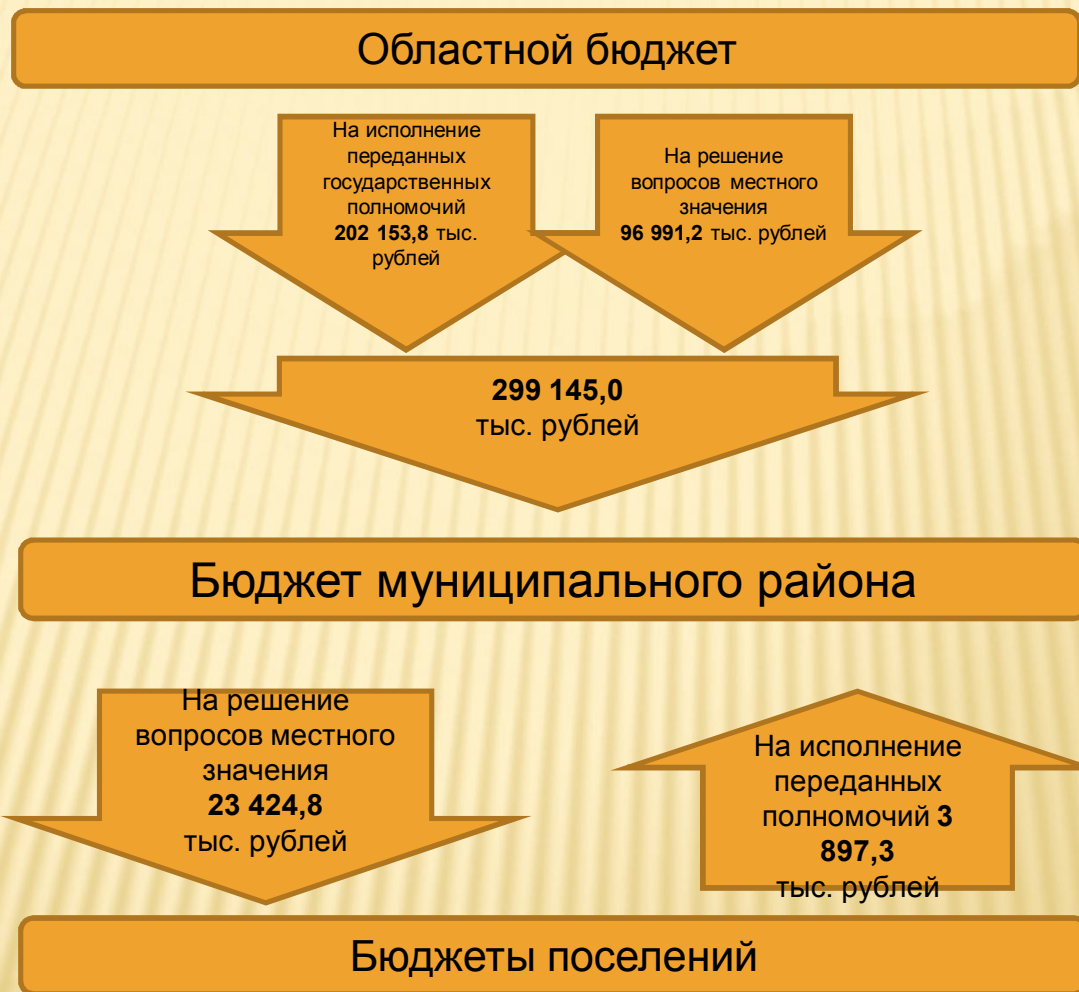 Областной бюджет
На исполнение
переданных
государственных
полномочий
202 153,8 тыс.
рублей
На решение
вопросов местного
значения
96 991,2 тыс. рублей
299 145,0
тыс. рублей
Бюджет муниципального района
На решение
вопросов местного
значения
23 424,8
тыс. рублей
На исполнение
переданных
полномочий 3
897,3
тыс. рублей
Бюджеты поселений